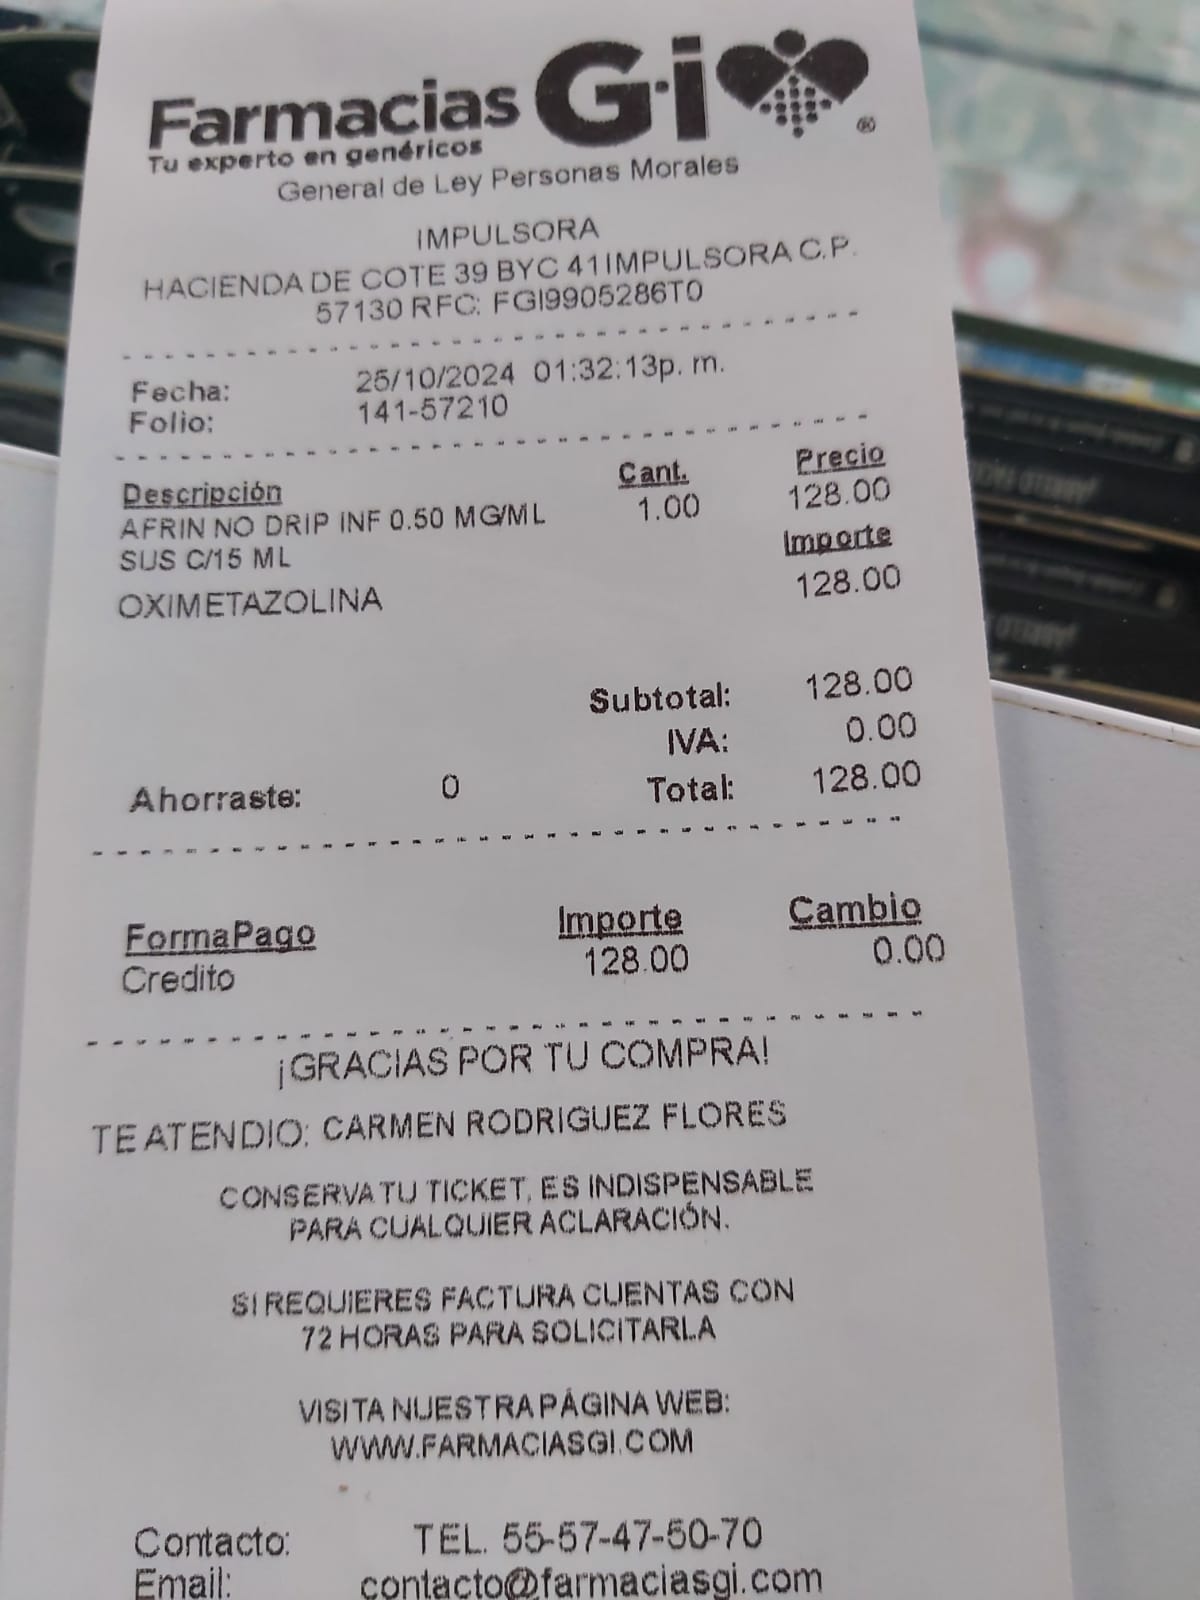 Farmacias G·i
Tu experto en genéricos
General de Ley Personas Morales
IMPULSORA
HACIENDA DE COTE 39 BYC 41IMPULSORA C.P.
57130 RFC: FGI9905286T0
Fecha: 25/10/2024 01:32:13p. m.
Folio: 141-57210
Descripción Cant. Precio
AFRIN NO DRIP INF 0.50 MG/ML 1.00 128.00
SUS C/15 ML Importe
OXIMETAZOLINA 128.00
Subtotal: 128.00
IVA: 0.00
Ahorraste: 0 Total: 128.00
FormaPago Importe Cambio
Credito 128.00 0.00
¡GRACIAS POR TU COMPRA!
TE ATENDIO: CARMEN RODRIGUEZ FLORES
CONSERVA TU TICKET, ES INDISPENSABLE
PARA CUALQUIER ACLARACIÓN.
SI REQUIERES FACTURA CUENTAS CON
72 HORAS PARA SOLICITARLA
VISITA NUESTRA PÁGINA WEB:
WWW.FARMACIASGI.COM
Contacto: TEL. 55-57-47-50-70
Email: contacto@farmaciasgi.com